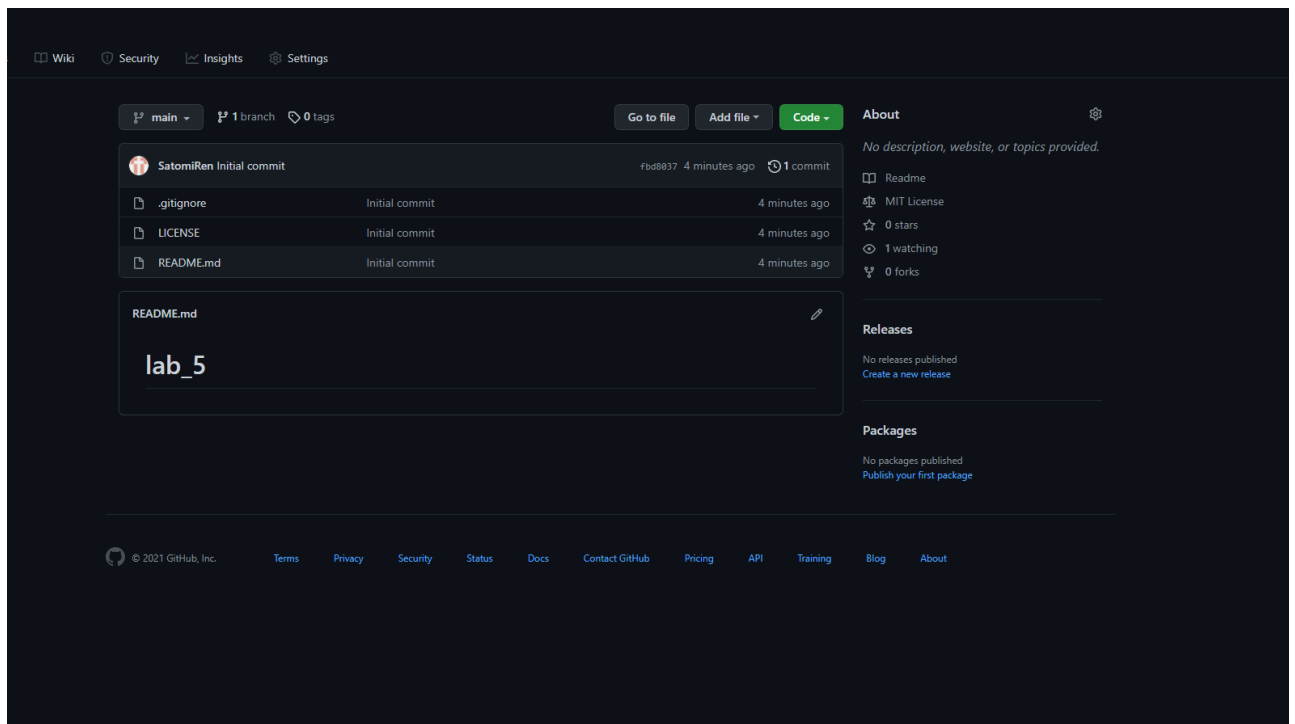 Wiki Security Insights Settings
main 1 branch 0 tags Go to file Add file Code
SatomiRen Initial commit fbd8037 4 minutes ago 1 commit
.gitignore Initial commit 4 minutes ago
LICENSE Initial commit 4 minutes ago
README.md Initial commit 4 minutes ago
README.md
lab_5
About
No description, website, or topics provided.
Readme
MIT License
0 stars
1 watching
0 forks
Releases
No releases published
Create a new release
Packages
No packages published
Publish your first package
© 2021 GitHub, Inc. Terms Privacy Security Status Docs Contact GitHub Pricing API Training Blog About